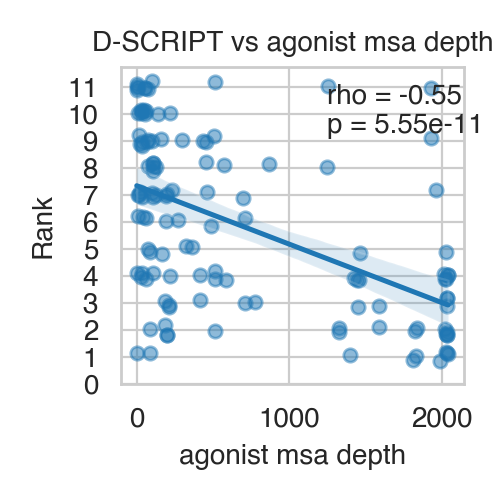 D-SCRIPT vs agonist msa depth
rho = -0.55
p = 5.55e-11
Rank
11
10
9
8
7
6
5
4
3
2
1
0
0 1000 2000
agonist msa depth